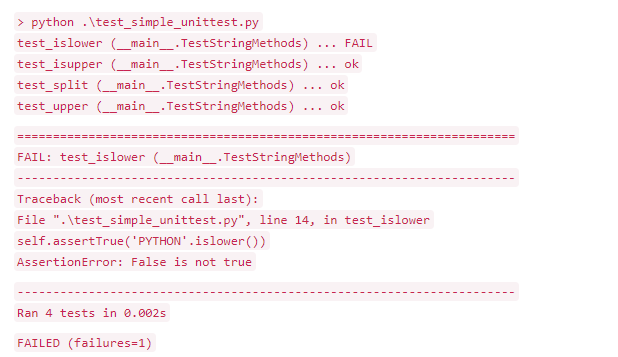 > python .\test_simple_unittest.py
test_islower (__main__.TestStringMethods) ... FAIL
test_isupper (__main__.TestStringMethods) ... ok
test_split (__main__.TestStringMethods) ... ok
test_upper (__main__.TestStringMethods) ... ok
======================================================================
FAIL: test_islower (__main__.TestStringMethods)
----------------------------------------------------------------------
Traceback (most recent call last):
File ".\test_simple_unittest.py", line 14, in test_islower
self.assertTrue('PYTHON'.islower())
AssertionError: False is not true
----------------------------------------------------------------------
Ran 4 tests in 0.002s
FAILED (failures=1)